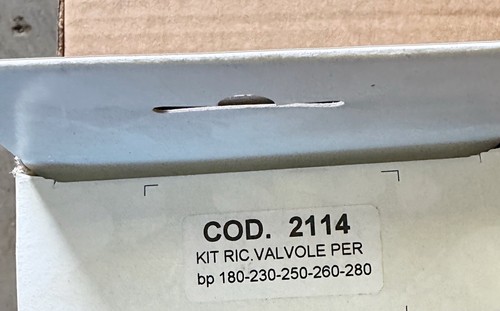 COD. 2114
KIT RIC.VALVOLE PER
bp 180-230-250-260-280